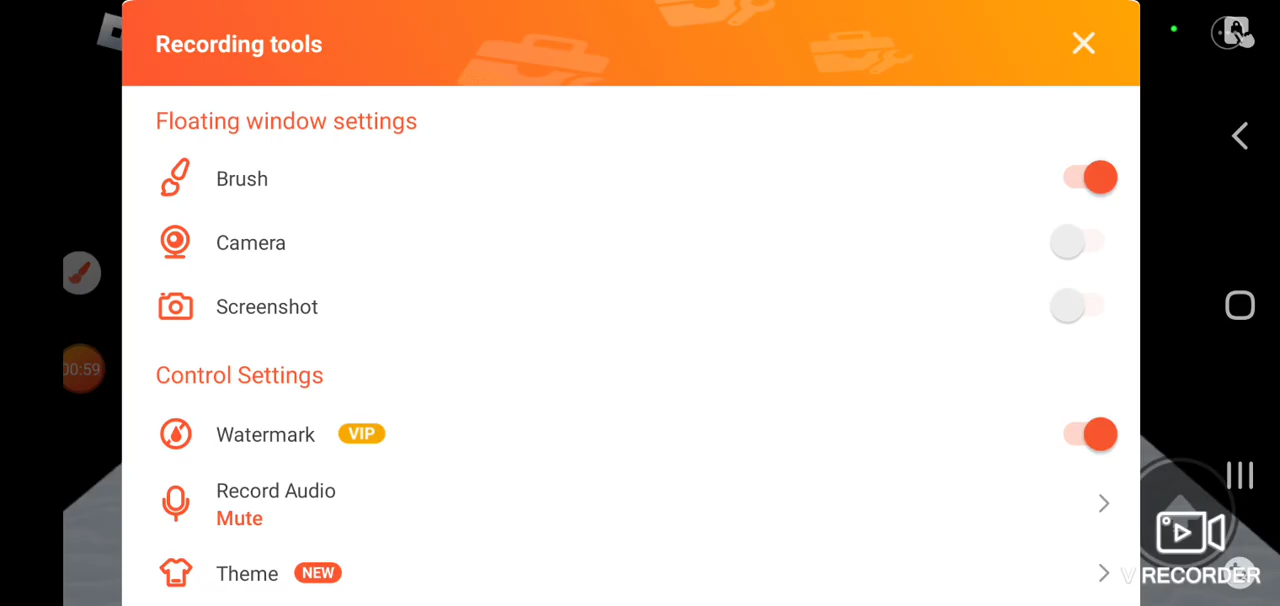 Recording tools
Floating window settings
Brush
Camera
Screenshot
00:59
Control Settings
Watermark VIP
Record Audio
Mute
Theme NEW
V RECORDER